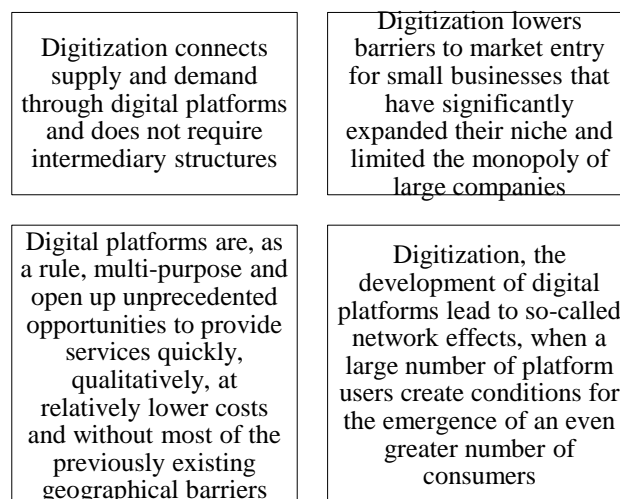 Digitization connects
supply and demand
through digital platforms
and does not require
intermediary structures
Digitization lowers
barriers to market entry
for small businesses that
have significantly
expanded their niche and
limited the monopoly of
large companies
Digital platforms are, as
a rule, multi-purpose and
open up unprecedented
opportunities to provide
services quickly,
qualitatively, at
relatively lower costs
and without most of the
previously existing
geographical barriers
Digitization, the
development of digital
platforms lead to so-called
network effects, when a
large number of platform
users create conditions for
the emergence of an even
greater number of
consumers